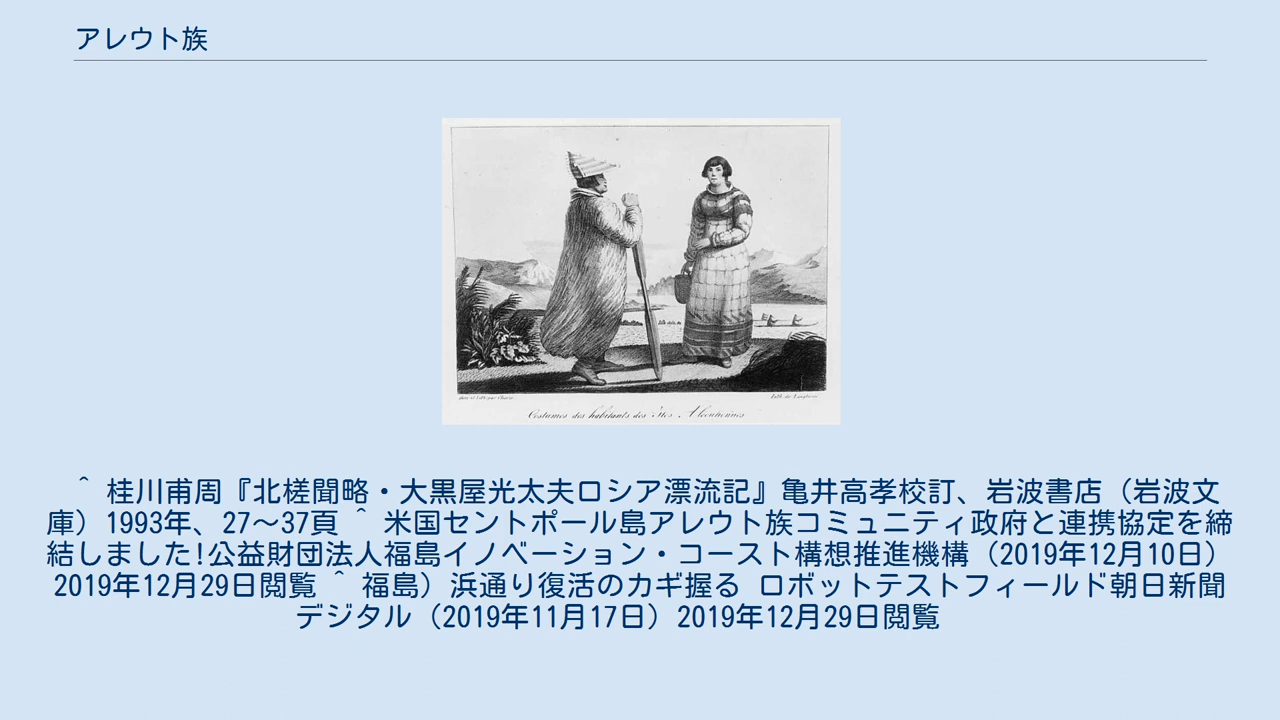 アレウト族
Costumes des habitants des Iles Aleoutiennes
^ 桂川甫周『北槎聞略・大黒屋光太夫ロシア漂流記』亀井高孝校訂、岩波書店（岩波文
庫）1993年、27〜37頁 ^ 米国セントポール島アレウト族コミュニティ政府と連携協定を締
結しました!公益財団法人福島イノベーション・コースト構想推進機構（2019年12月10日）
2019年12月29日閲覧 ^ 福島）浜通り復活のカギ握る ロボットテストフィールド朝日新聞
デジタル（2019年11月17日）2019年12月29日閲覧